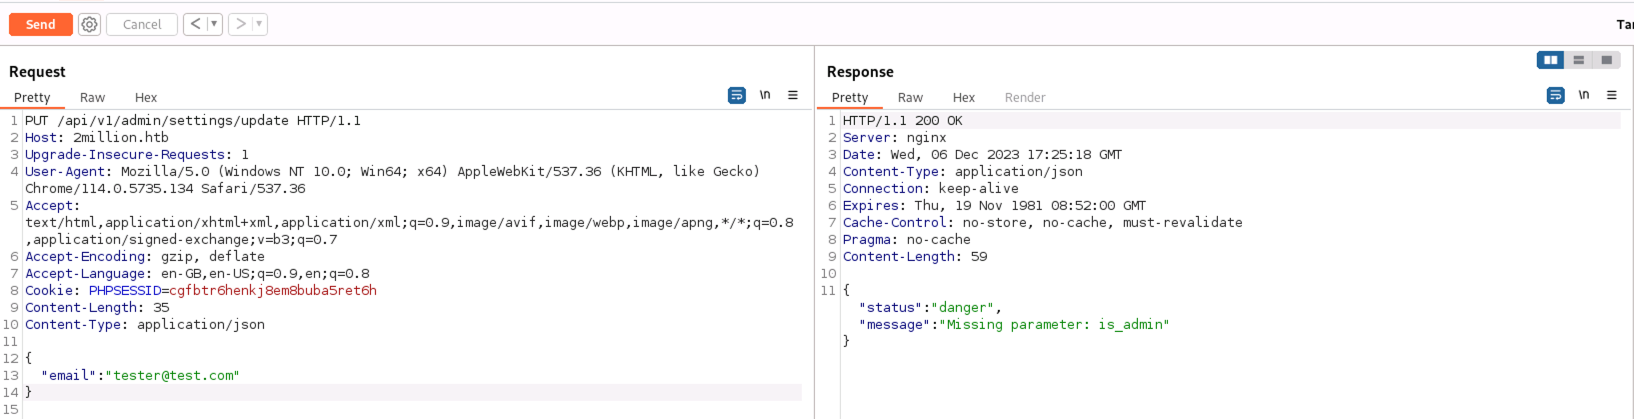 Send Cancel < ▼ > ▼ Tar
Request
Pretty Raw Hex \n
1 PUT /api/v1/admin/settings/update HTTP/1.1
2 Host: 2million.htb
3 Upgrade-Insecure-Requests: 1
4 User-Agent: Mozilla/5.0 (Windows NT 10.0; Win64; x64) AppleWebKit/537.36 (KHTML, like Gecko)
Chrome/114.0.5735.134 Safari/537.36
5 Accept:
text/html,application/xhtml+xml,application/xml;q=0.9,image/avif,image/webp,image/apng,*/*;q=0.8
,application/signed-exchange;v=b3;q=0.7
6 Accept-Encoding: gzip, deflate
7 Accept-Language: en-GB,en-US;q=0.9,en;q=0.8
8 Cookie: PHPSESSID=cgfbtr6henkj8em8buba5ret6h
9 Content-Length: 35
10 Content-Type: application/json
11
12 {
13 "email":"tester@test.com"
14 }
15
Response
Pretty Raw Hex Render \n
1 HTTP/1.1 200 OK
2 Server: nginx
3 Date: Wed, 06 Dec 2023 17:25:18 GMT
4 Content-Type: application/json
5 Connection: keep-alive
6 Expires: Thu, 19 Nov 1981 08:52:00 GMT
7 Cache-Control: no-store, no-cache, must-revalidate
8 Pragma: no-cache
9 Content-Length: 59
10
11 {
"status":"danger",
"message":"Missing parameter: is_admin"
}